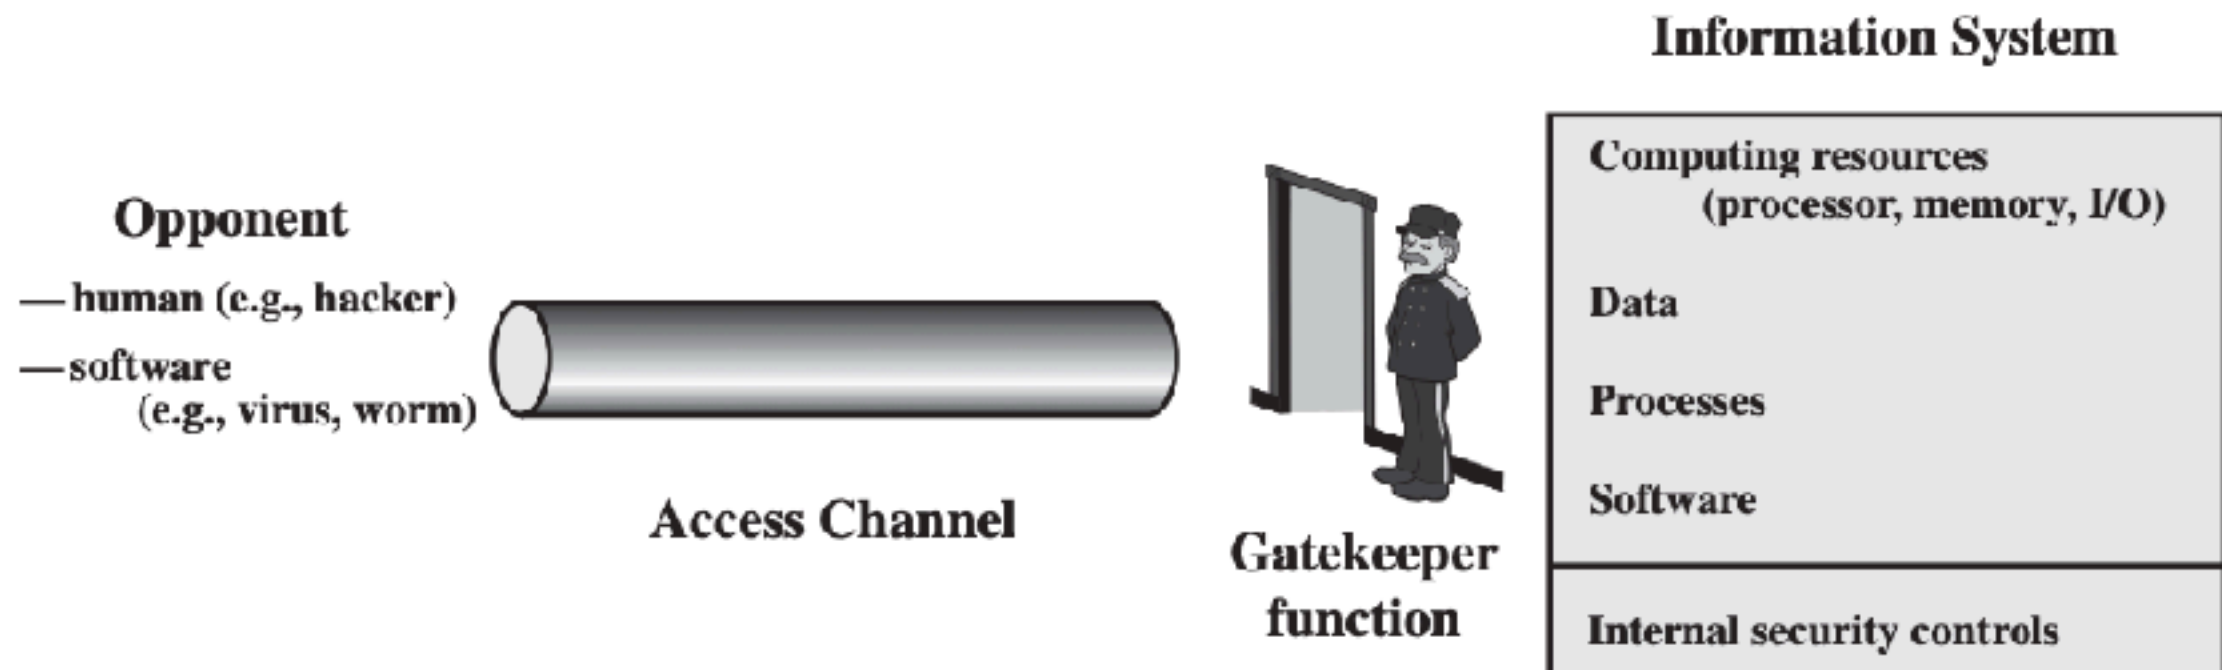 Information System
Opponent
— human (e.g., hacker)
— software
(e.g., virus, worm)
Access Channel
Gatekeeper
function
Computing resources
(processor, memory, I/O)
Data
Processes
Software
Internal security controls